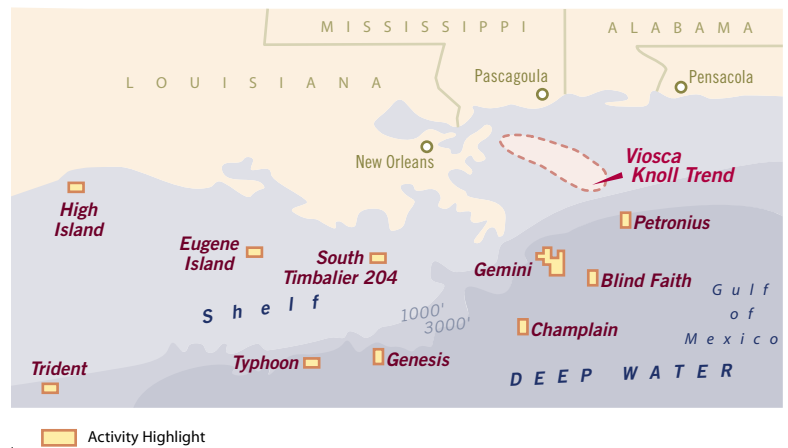 MISSISSIPPI
ALABAMA
LOUISIANA
Pascagoula
Pensacola
New Orleans
Viosca
Knoll Trend
High
Island
Petronius
Eugene
Island
South
Timbalier 204
Gemini
Blind Faith
Gulf
of
Mexico
Shelf
1000'
3000'
Champlain
Trident
Typhoon
Genesis
DEEP WATER
Activity Highlight